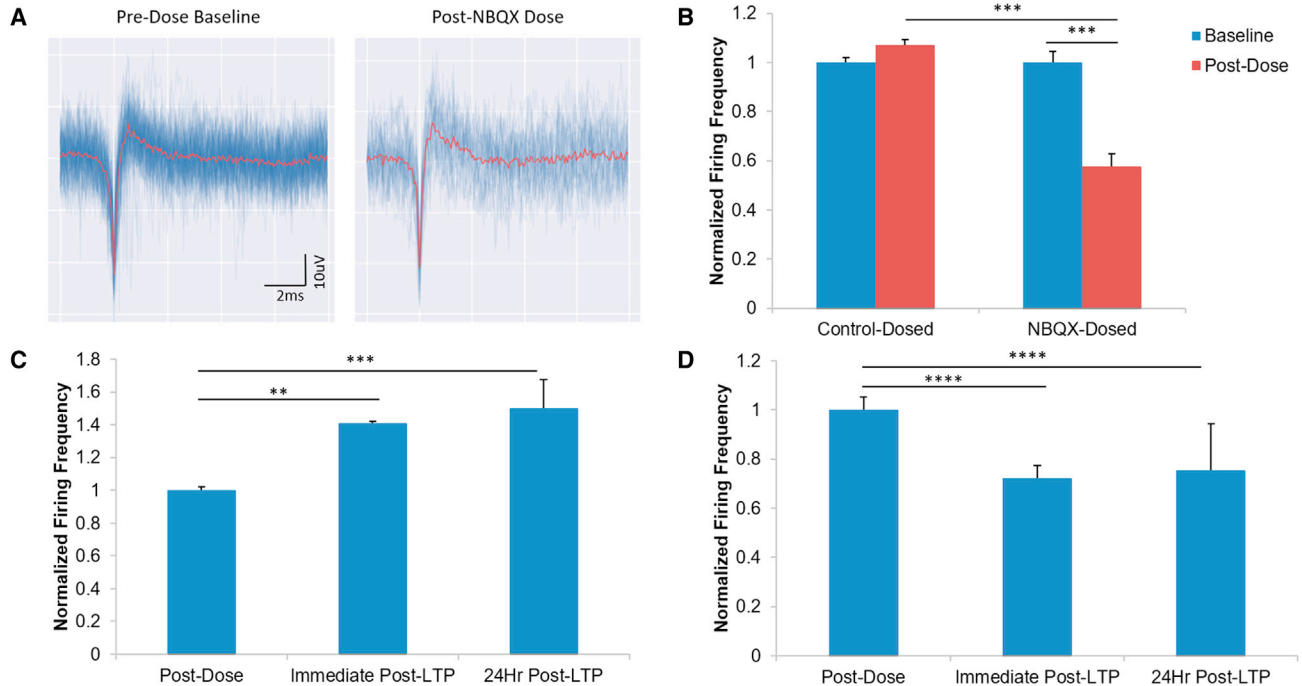 A
Pre-Dose Baseline
Post-NBQX Dose
10uV
2ms
B
Normalized Firing Frequency
1.2
1
0.8
0.6
0.4
0.2
0
***
***
Baseline
Post-Dose
Control-Dosed
NBQX-Dosed
C
Normalized Firing Frequency
1.8
1.6
1.4
1.2
1
0.8
0.6
0.4
0.2
0
***
**
Post-Dose
Immediate Post-LTP
24Hr Post-LTP
D
Normalized Firing Frequency
1.2
1
0.8
0.6
0.4
0.2
0
****
****
Post-Dose
Immediate Post-LTP
24Hr Post-LTP